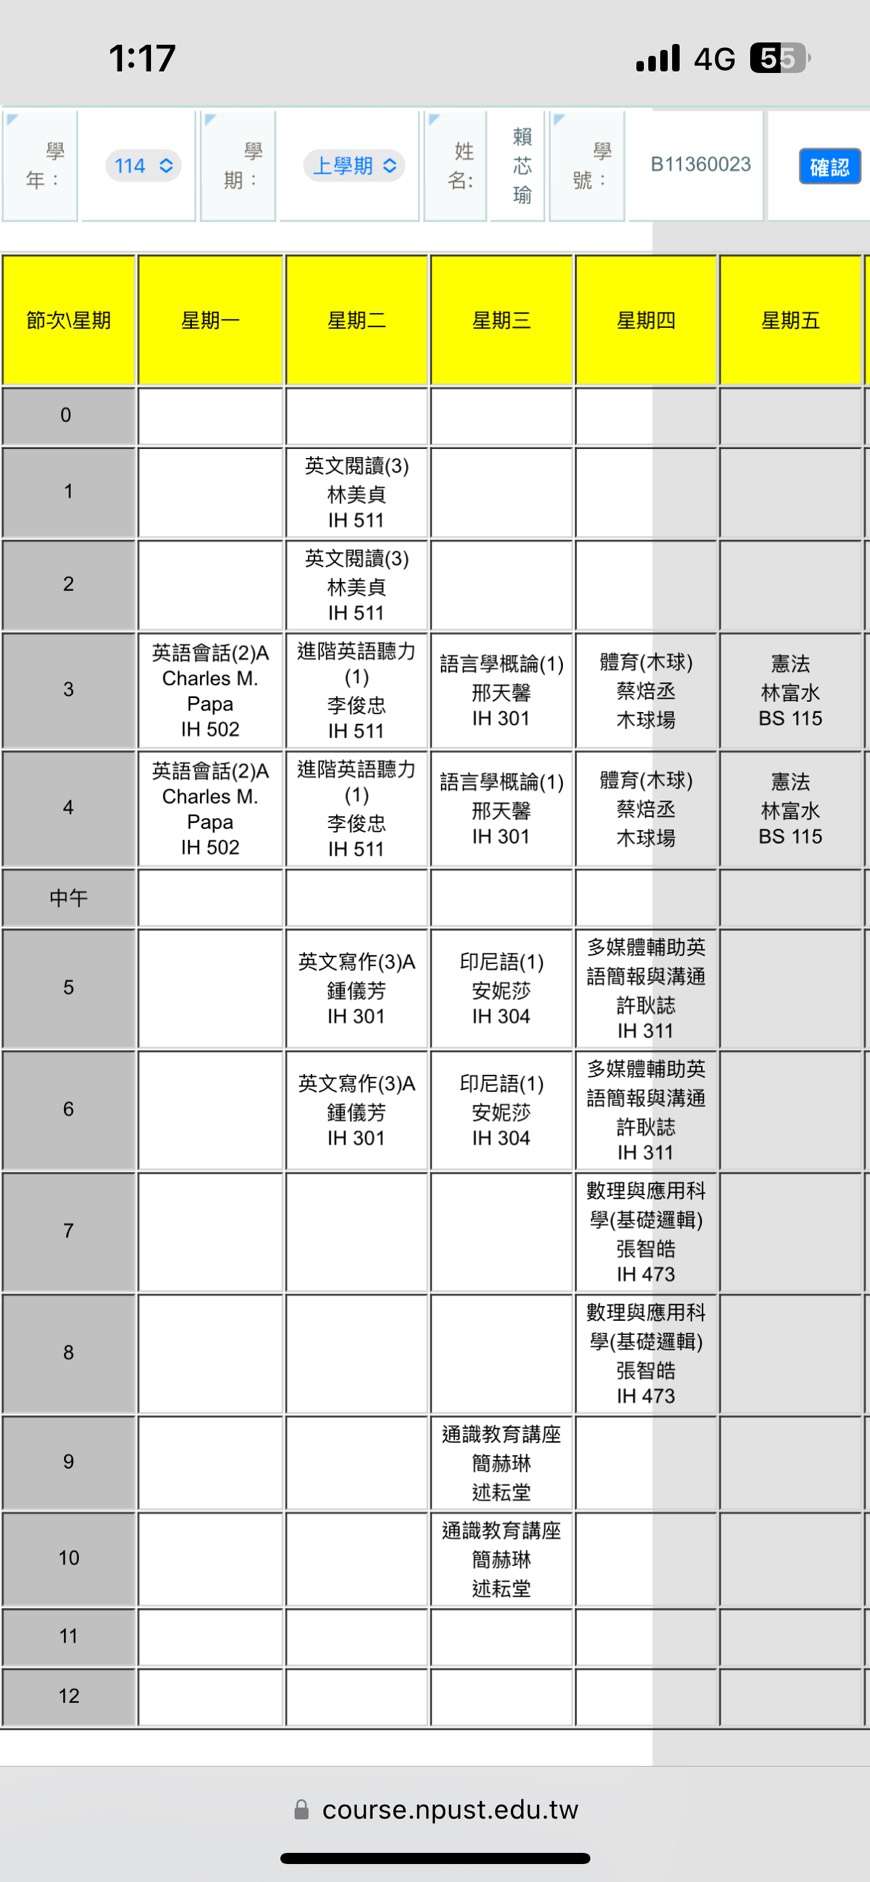 1:17
4G 55
學年：
114
學期：
上學期
姓名:
賴芯瑜
學號：
B11360023
確認
節次\星期 星期一 星期二 星期三 星期四 星期五
0
1
英文閱讀(3)
林美貞
IH 511
2
英文閱讀(3)
林美貞
IH 511
3
英語會話(2)A
Charles M.
Papa
IH 502
進階英語聽力
(1)
李俊忠
IH 511
語言學概論(1)
邢天馨
IH 301
體育(木球)
蔡焙丞
木球場
憲法
林富水
BS 115
4
英語會話(2)A
Charles M.
Papa
IH 502
進階英語聽力
(1)
李俊忠
IH 511
語言學概論(1)
邢天馨
IH 301
體育(木球)
蔡焙丞
木球場
憲法
林富水
BS 115
中午
5
英文寫作(3)A
鍾儀芳
IH 301
印尼語(1)
安妮莎
IH 304
多媒體輔助英
語簡報與溝通
許耿誌
IH 311
6
英文寫作(3)A
鍾儀芳
IH 301
印尼語(1)
安妮莎
IH 304
多媒體輔助英
語簡報與溝通
許耿誌
IH 311
7
數理與應用科
學(基礎邏輯)
張智皓
IH 473
8
數理與應用科
學(基礎邏輯)
張智皓
IH 473
9
通識教育講座
簡赫琳
述耘堂
10
通識教育講座
簡赫琳
述耘堂
11
12
course.npust.edu.tw